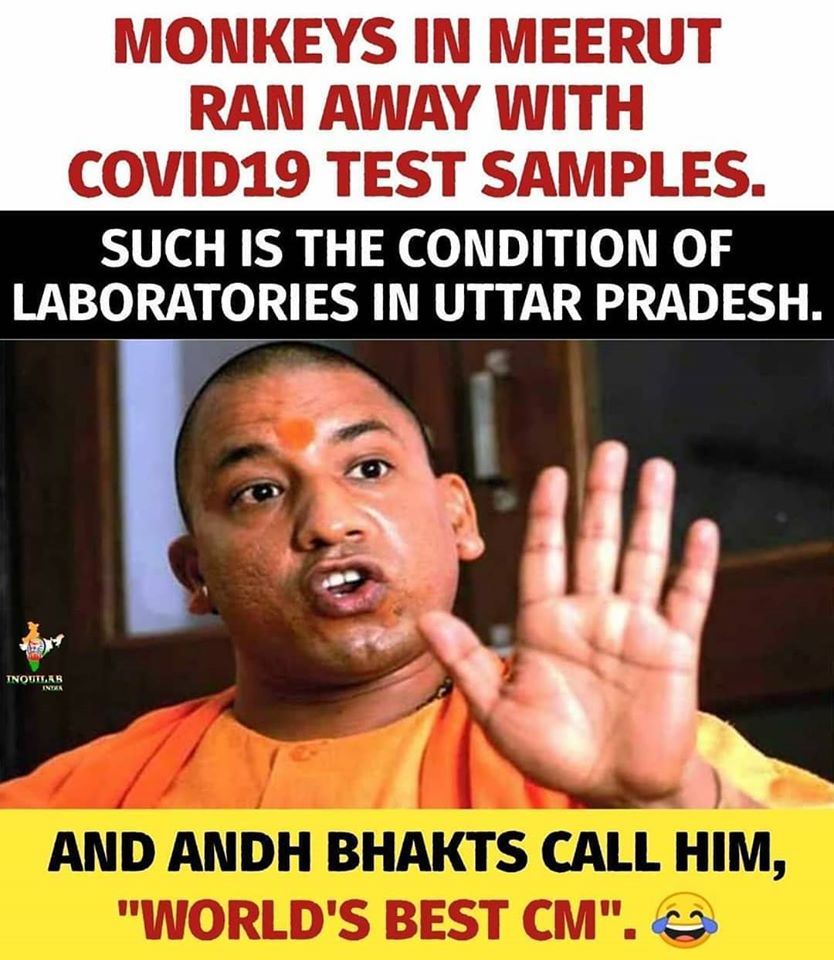 MONKEYS IN MEERUT
RAN AWAY WITH
COVID19 TEST SAMPLES.
SUCH IS THE CONDITION OF
LABORATORIES IN UTTAR PRADESH.
INQUILAB
INDIA
AND ANDH BHAKTS CALL HIM,
"WORLD'S BEST CM". 😂